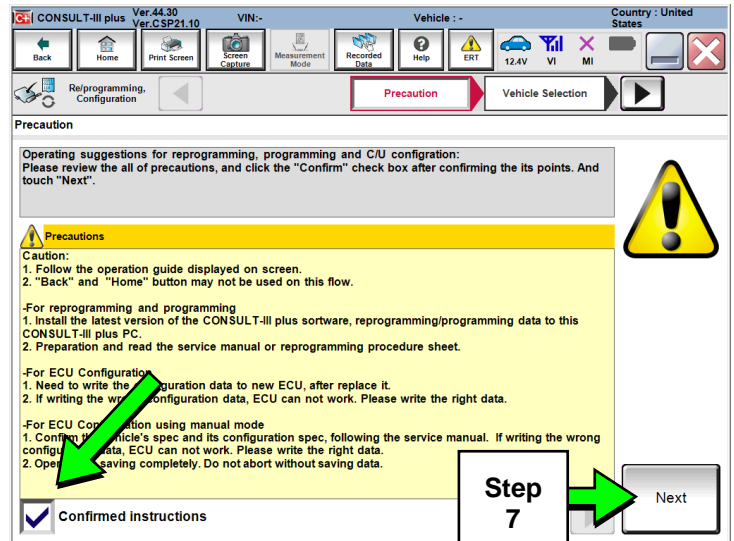 CONSULT-III plus Ver.44.30 Ver.CSP21.10 VIN:- Vehicle : - Country : United States
Back Home Print Screen Screen Capture Measurement Mode Recorded Data Help ERT 12.4V VI MI
Re/programming, Configuration Precaution Vehicle Selection
Precaution
Operating suggestions for reprogramming, programming and C/U configration:
Please review the all of precautions, and click the "Confirm" check box after confirming the its points. And
touch "Next".
Precautions
Caution:
1. Follow the operation guide displayed on screen.
2. "Back" and "Home" button may not be used on this flow.
-For reprogramming and programming
1. Install the latest version of the CONSULT-III plus sortware, reprogramming/programming data to this
CONSULT-III plus PC.
2. Preparation and read the service manual or reprogramming procedure sheet.
-For ECU Configuration
1. Need to write the configuration data to new ECU, after replace it.
2. If writing the wrong configuration data, ECU can not work. Please write the right data.
-For ECU Configuration using manual mode
1. Confirm the vehicle's spec and its configuration spec, following the service manual. If writing the wrong
configuration data, ECU can not work. Please write the right data.
2. Oper saving completely. Do not abort without saving data.
Confirmed instructions
Step
7
Next